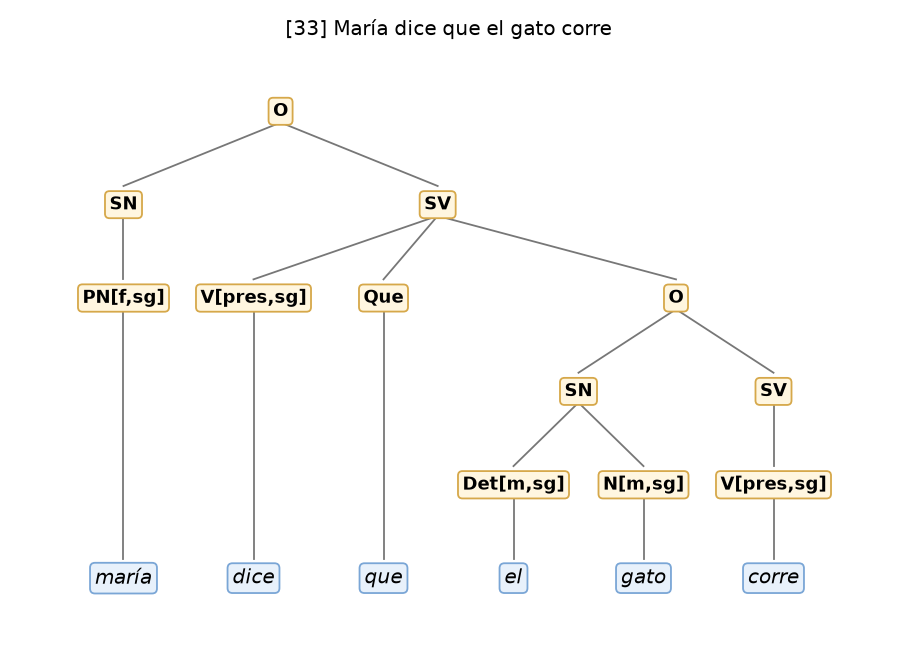 [33] María dice que el gato corre
O
SN SV
PN[f,sg] V[pres,sg] Que O
SN SV
Det[m,sg] N[m,sg] V[pres,sg]
maría dice que el gato corre